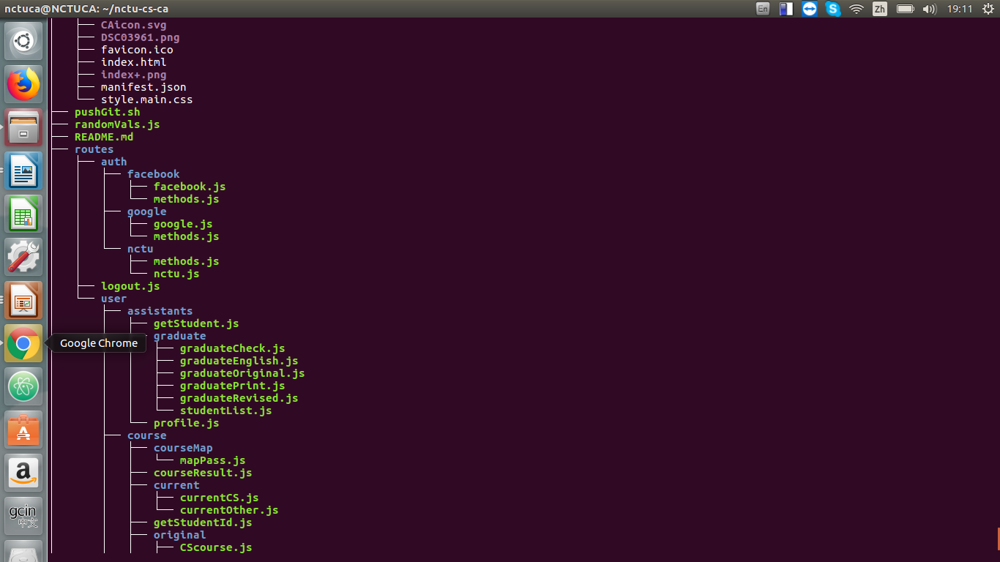 nctuca@NCTUCA: ~/nctu-cs-ca
En
Zh
19:11
CAicon.svg
DSC03961.png
favicon.ico
index.html
index+.png
manifest.json
style.main.css
pushGit.sh
randomVals.js
README.md
routes
auth
facebook
facebook.js
methods.js
google
google.js
methods.js
nctu
methods.js
nctu.js
logout.js
user
assistants
getStudent.js
graduate
Google Chrome
graduateCheck.js
graduateEnglish.js
graduateOriginal.js
graduatePrint.js
graduateRevised.js
studentList.js
profile.js
course
courseMap
mapPass.js
courseResult.js
current
currentCS.js
currentOther.js
getStudentId.js
original
CScourse.js
a
gcin
中文